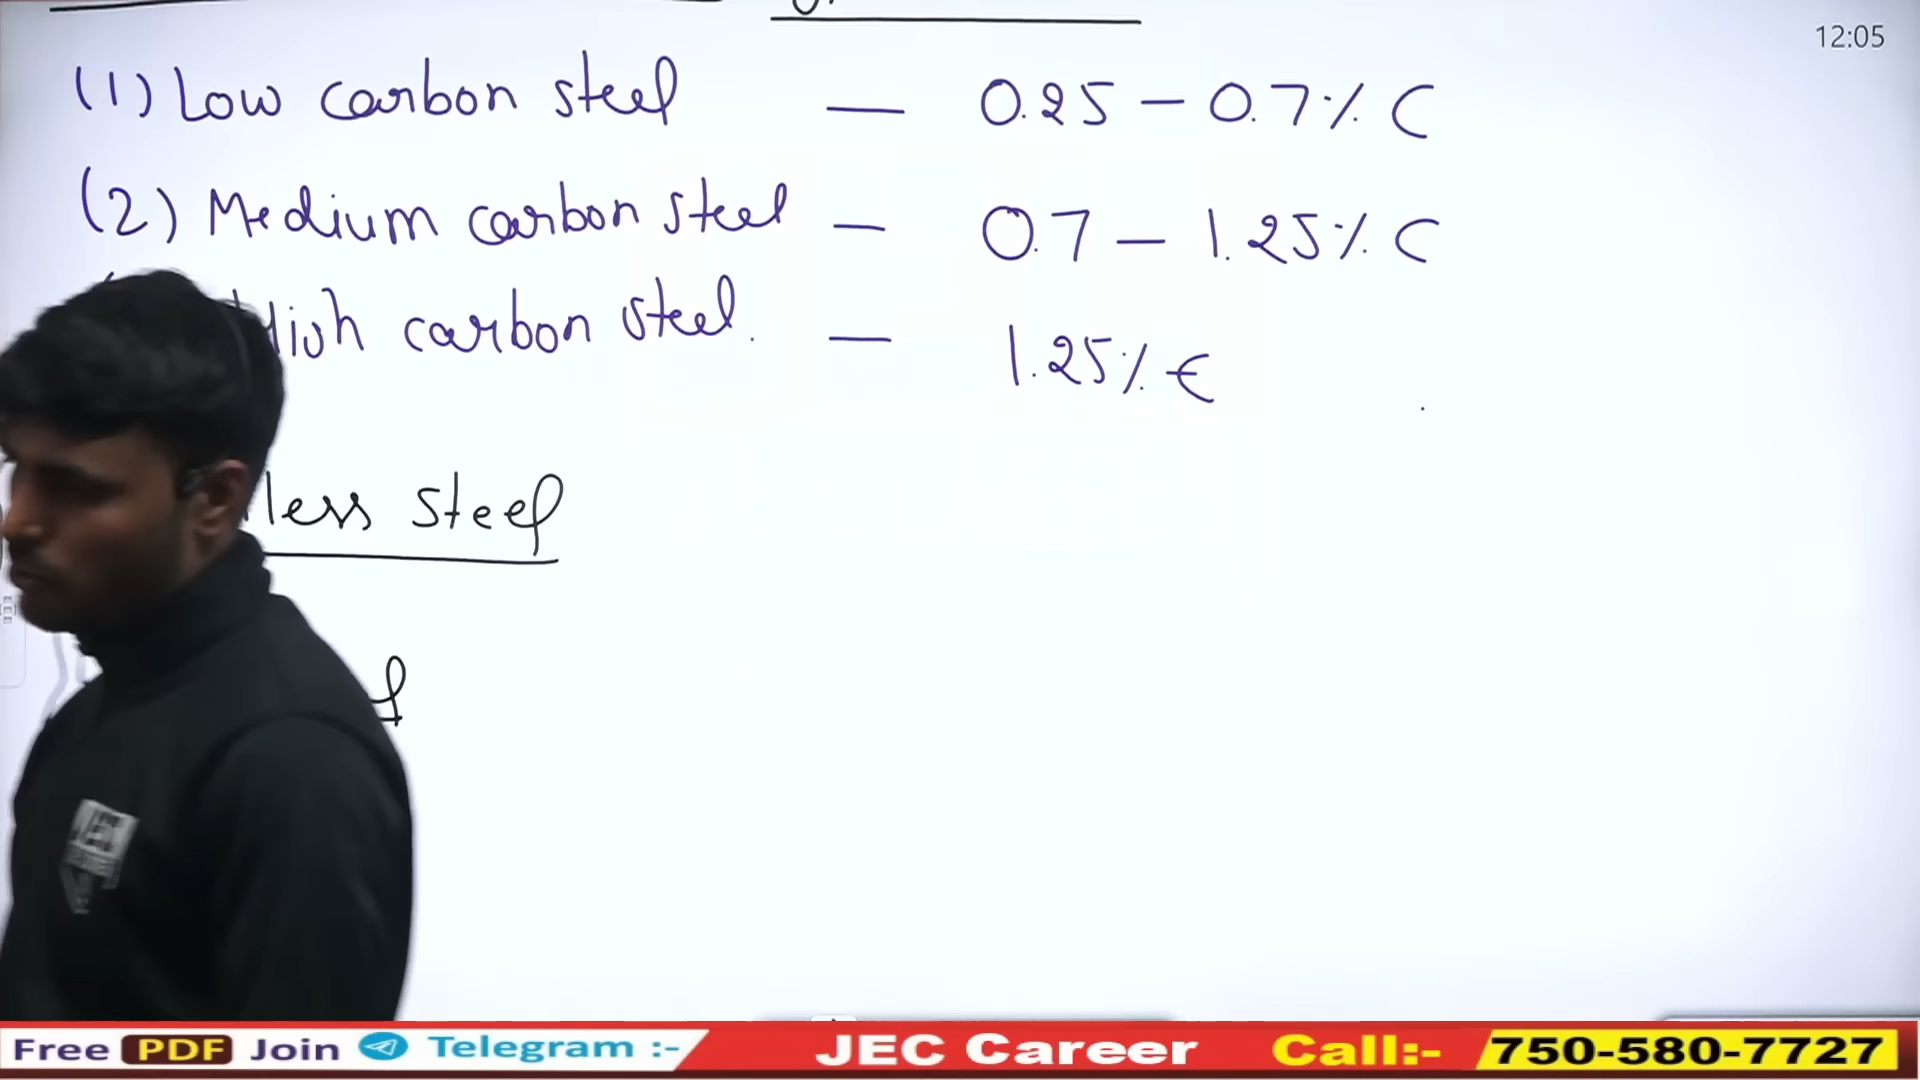 12:05
(1) Low carbon steel — 0.25 – 0.7% C
(2) Medium carbon steel – 0.7 – 1.25% C
High carbon steel. — 1.25% €
less steel
Free PDF Join Telegram :- JEC Career Call:- 750-580-7727